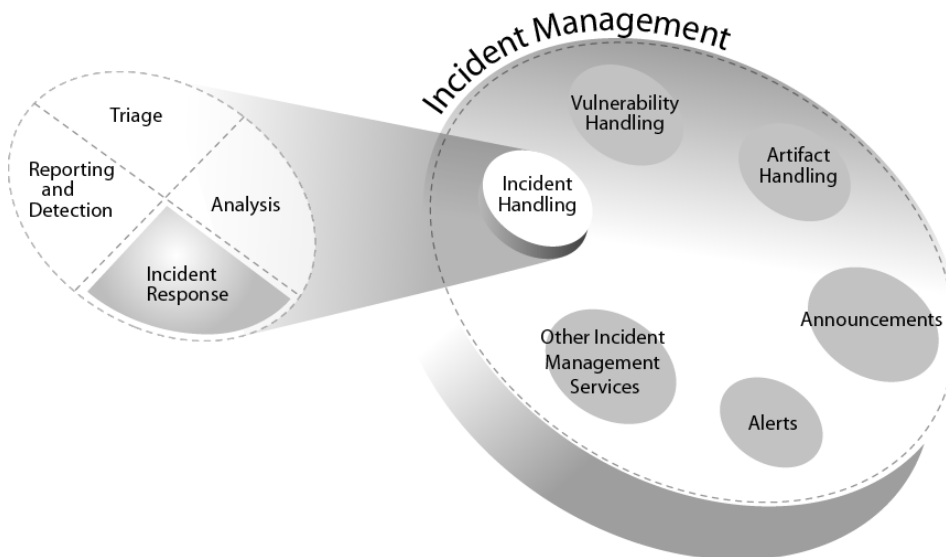 Incident Management
Triage
Reporting
and
Detection
Analysis
Incident
Response
Incident
Handling
Vulnerability
Handling
Artifact
Handling
Announcements
Other Incident
Management
Services
Alerts